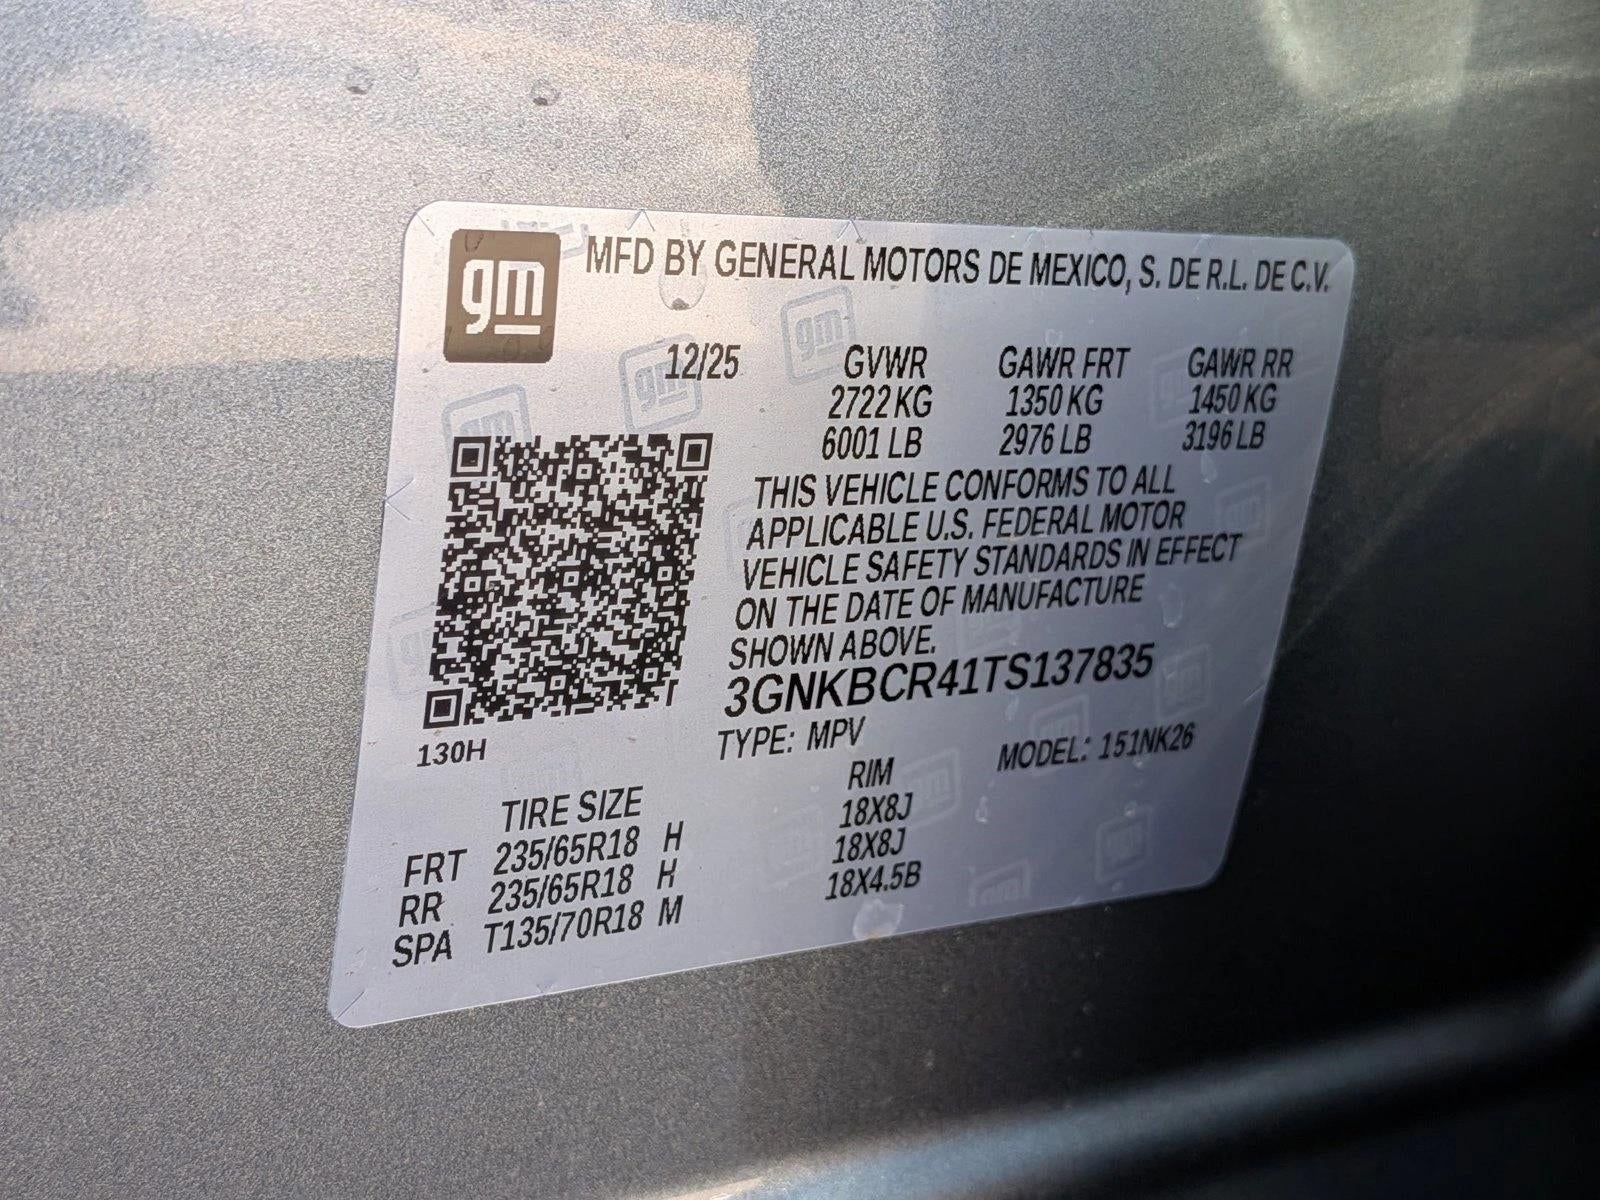 gm MFD BY GENERAL MOTORS DE MEXICO, S. DE R.L. DE C.V.
12/25 GVWR GAWR FRT GAWR RR
2722 KG 1350 KG 1450 KG
6001 LB 2976 LB 3196 LB
THIS VEHICLE CONFORMS TO ALL
APPLICABLE U.S. FEDERAL MOTOR
VEHICLE SAFETY STANDARDS IN EFFECT
ON THE DATE OF MANUFACTURE
SHOWN ABOVE.
3GNKBCR41TS137835
130H
TYPE: MPV MODEL: 151NK26
TIRE SIZE RIM
FRT 235/65R18 H 18X8J
RR 235/65R18 H 18X8J
SPA T135/70R18 M 18X4.5B